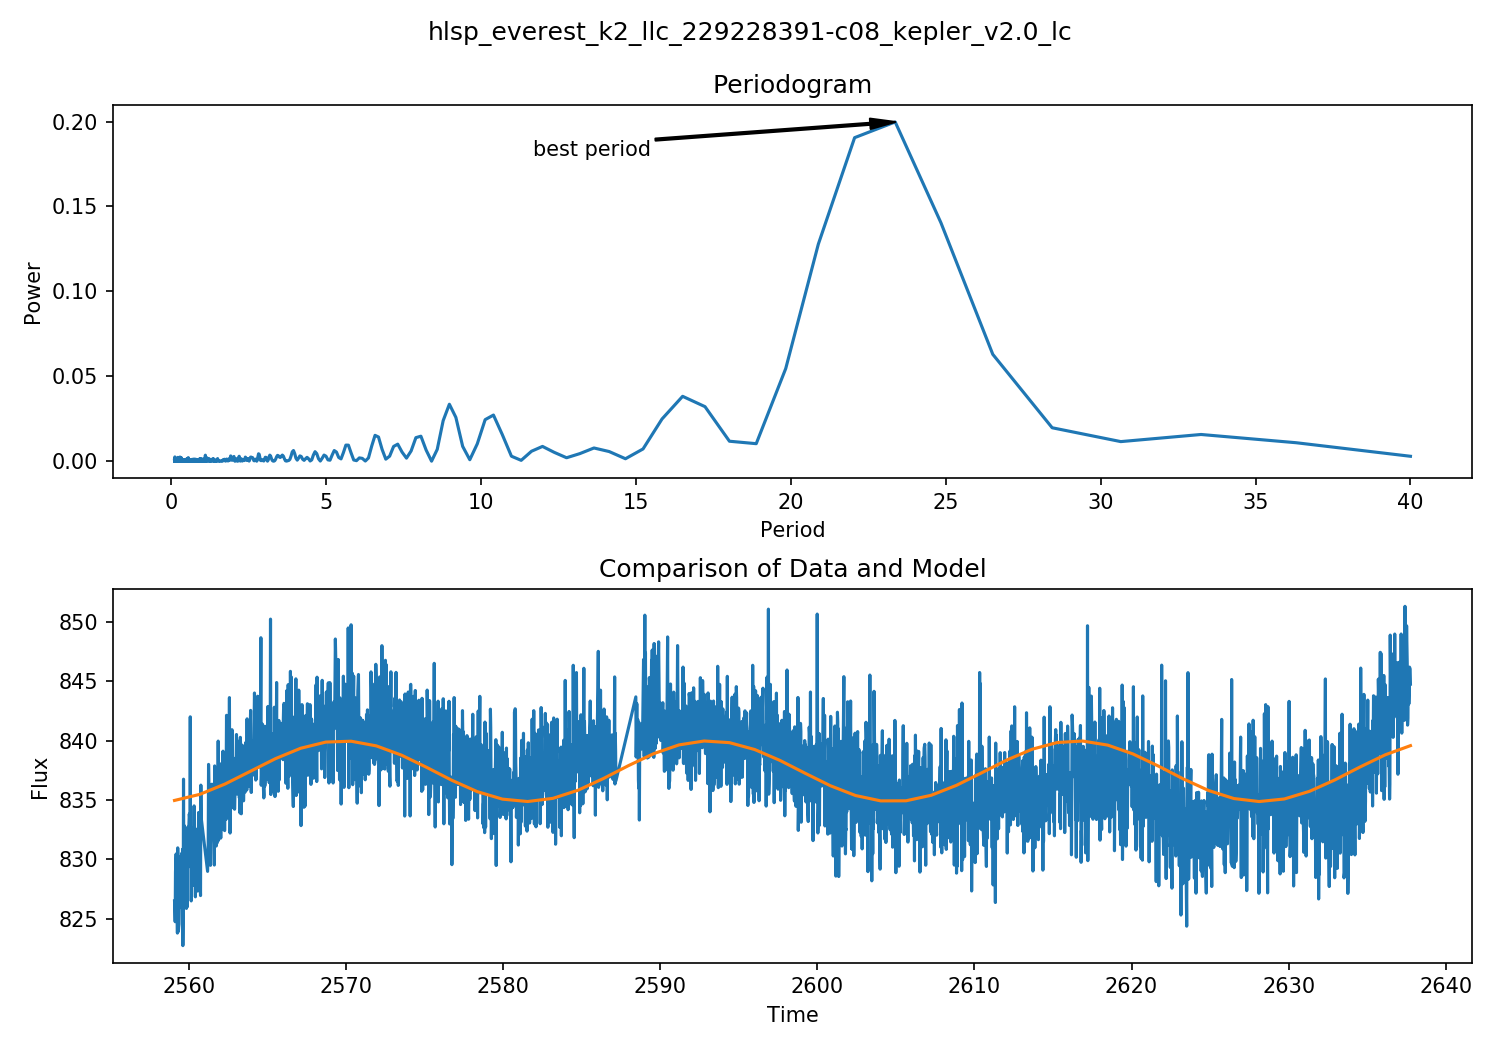 hlsp_everest_k2_llc_229228391-c08_kepler_v2.0_lc
Periodogram
0.20
0.15
0.10
0.05
0.00
Power
best period
0 5 10 15 20 25 30 35 40
Period
Comparison of Data and Model
850
845
840
835
830
825
Flux
2560 2570 2580 2590 2600 2610 2620 2630 2640
Time